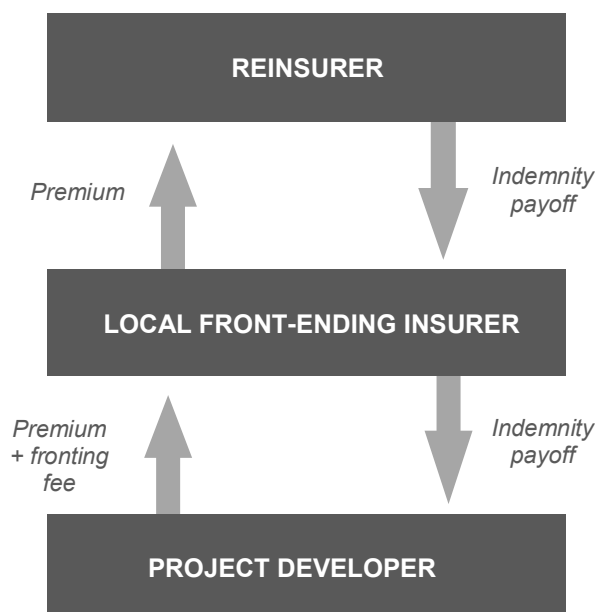 REINSURER
Premium
Indemnity
payoff
LOCAL FRONT-ENDING INSURER
Premium
+ fronting
fee
Indemnity
payoff
PROJECT DEVELOPER